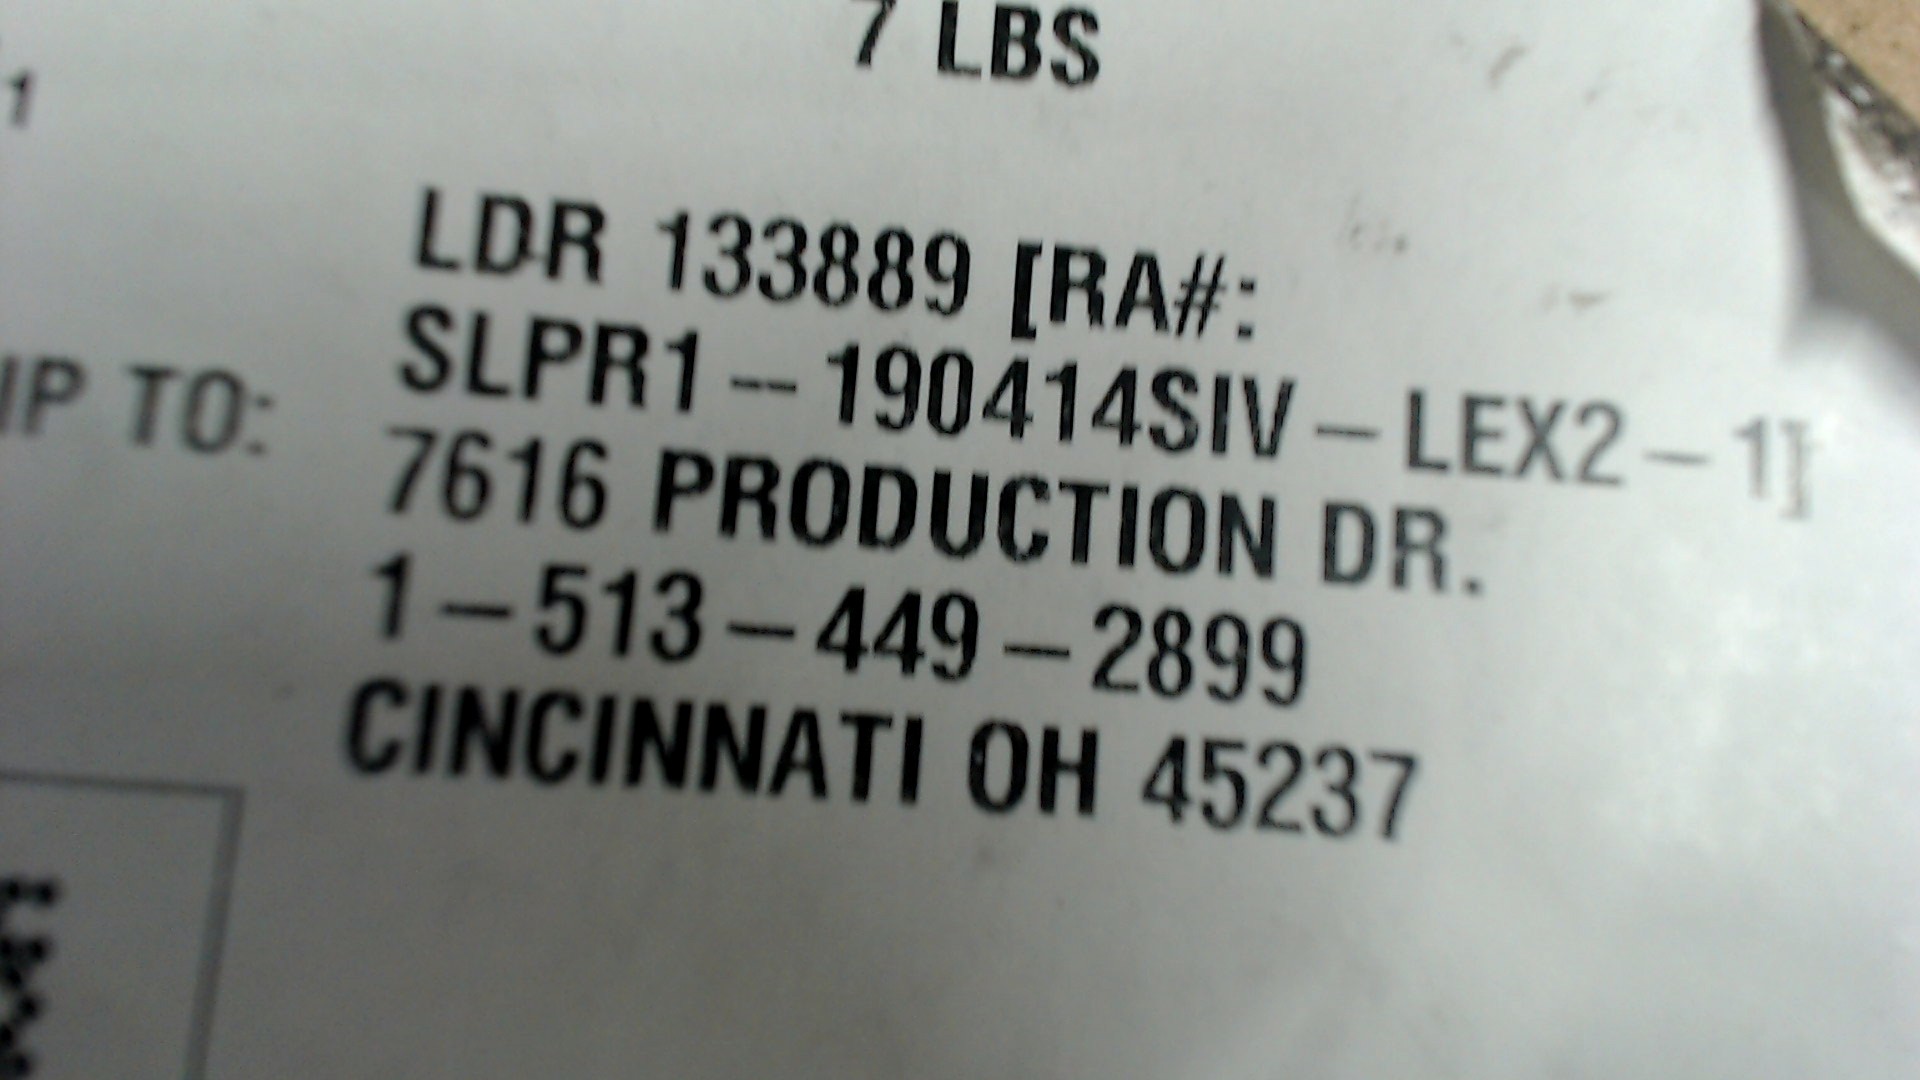 7 LBS
1
LDR 133889 [RA#:
SLPR1--190414SIV-LEX2-1]
IP TO:
7616 PRODUCTION DR.
1-513-449-2899
CINCINNATI OH 45237